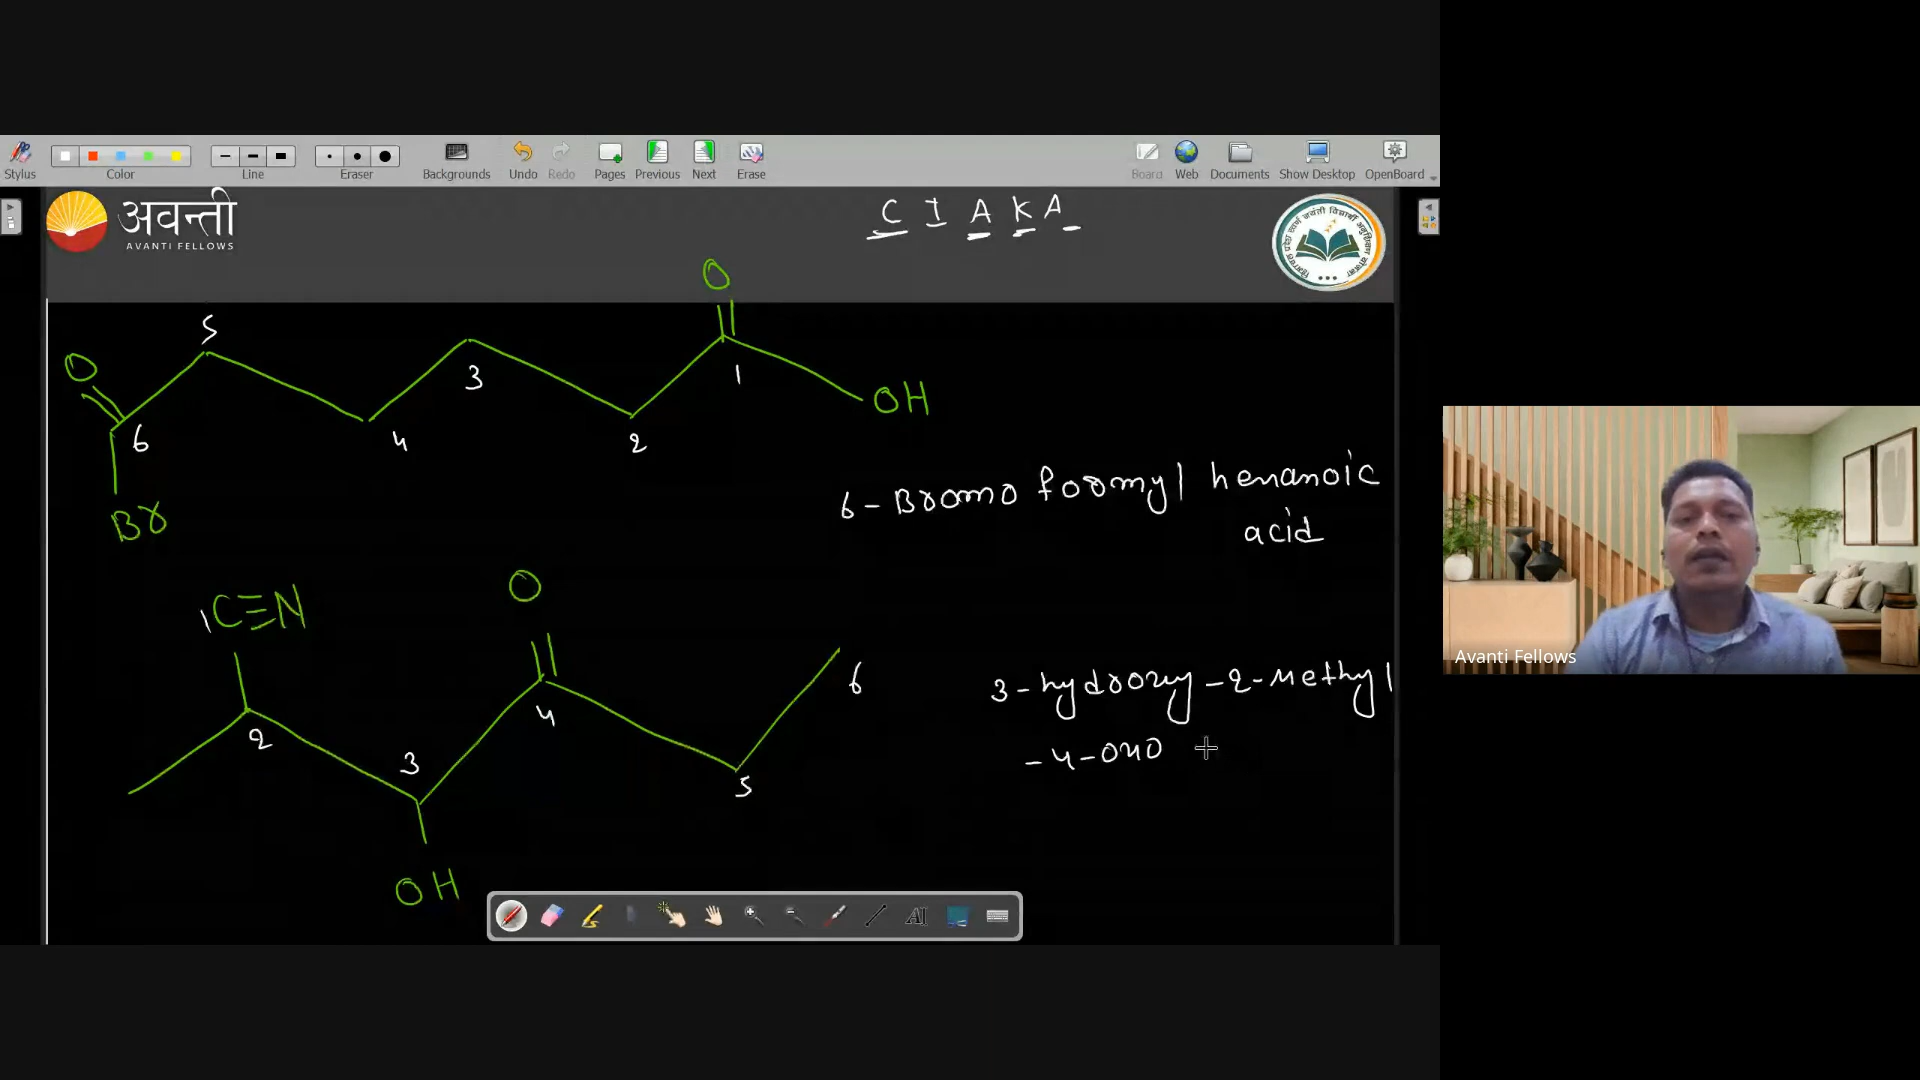 Stylus
Color
Line
Eraser
Backgrounds
Undo
Redo
Pages
Previous
Next
Erase
Board
Web
Documents
Show Desktop
OpenBoard
अवन्ती
AVANTI FELLOWS
C I A K A
O
5
O
3
1
OH
6
4
2
Br
6-Bromo formyl hexanoic
acid
O
1C≡N
6
3-hydroxy-2-Methyl
4
2
3
-4-oxo
5
OH
AI
Avanti Fellows